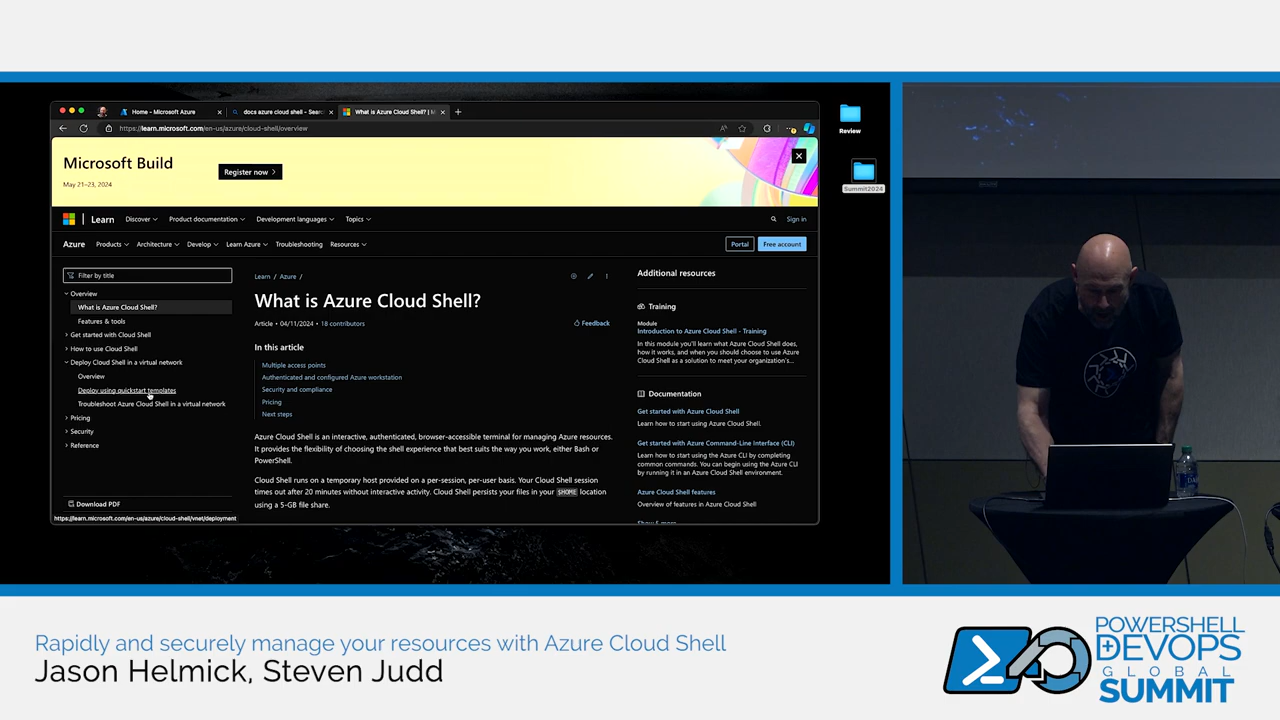 Home - Microsoft Azure
docs azure cloud shell - Sear
What is Azure Cloud Shell? | M
https://learn.microsoft.com/en-us/azure/cloud-shell/overview
Review
Summit2024
Microsoft Build
May 21–23, 2024
Register now
Learn
Discover
Product documentation
Development languages
Topics
Sign in
Azure
Products
Architecture
Develop
Learn Azure
Troubleshooting
Resources
Portal
Free account
Filter by title
Overview
What is Azure Cloud Shell?
Features & tools
Get started with Cloud Shell
How to use Cloud Shell
Deploy Cloud Shell in a virtual network
Overview
Deploy using quickstart templates
Troubleshoot Azure Cloud Shell in a virtual network
Pricing
Security
Reference
Download PDF
https://learn.microsoft.com/en-us/azure/cloud-shell/vnet/deployment
Learn / Azure /
What is Azure Cloud Shell?
Article • 04/11/2024 • 18 contributors
Feedback
In this article
Multiple access points
Authenticated and configured Azure workstation
Security and compliance
Pricing
Next steps
Azure Cloud Shell is an interactive, authenticated, browser-accessible terminal for managing Azure resources.
It provides the flexibility of choosing the shell experience that best suits the way you work, either Bash or
PowerShell.
Cloud Shell runs on a temporary host provided on a per-session, per-user basis. Your Cloud Shell session
times out after 20 minutes without interactive activity. Cloud Shell persists your files in your $HOME location
using a 5-GB file share.
Additional resources
Training
Module
Introduction to Azure Cloud Shell - Training
In this module you'll learn what Azure Cloud Shell does,
how it works, and when you should choose to use Azure
Cloud Shell as a solution to meet your organization's...
Documentation
Get started with Azure Cloud Shell
Learn how to start using Azure Cloud Shell.
Get started with Azure Command-Line Interface (CLI)
Learn how to start using the Azure CLI by completing
common commands. You can begin using the Azure CLI
by running it in an Azure Cloud Shell environment.
Azure Cloud Shell features
Overview of features in Azure Cloud Shell
Show 5 more
Rapidly and securely manage your resources with Azure Cloud Shell
Jason Helmick, Steven Judd
POWERSHELL
DEVOPS
GLOBAL
SUMMIT